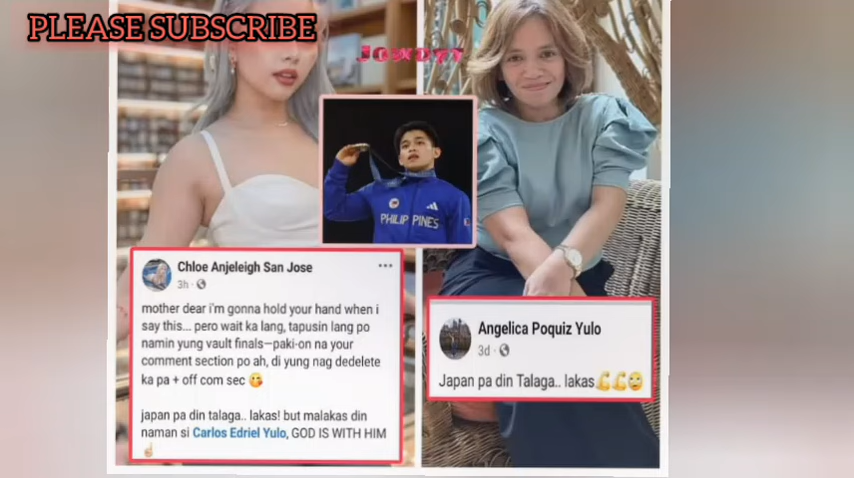 PLEASE SUBSCRIBE
Jowdyy
PHILIPPINES
Chloe Anjeleigh San Jose
3h
mother dear i'm gonna hold your hand when i
say this... pero wait ka lang, tapusin lang po
namin yung vault finals—paki-on na your
comment section po ah, di yung nag dedelete
ka pa + off com sec 😘
japan pa din talaga.. lakas! but malakas din
naman si Carlos Edriel Yulo, GOD IS WITH HIM
☝
Angelica Poquiz Yulo
3d
Japan pa din Talaga.. lakas💪💪🙄